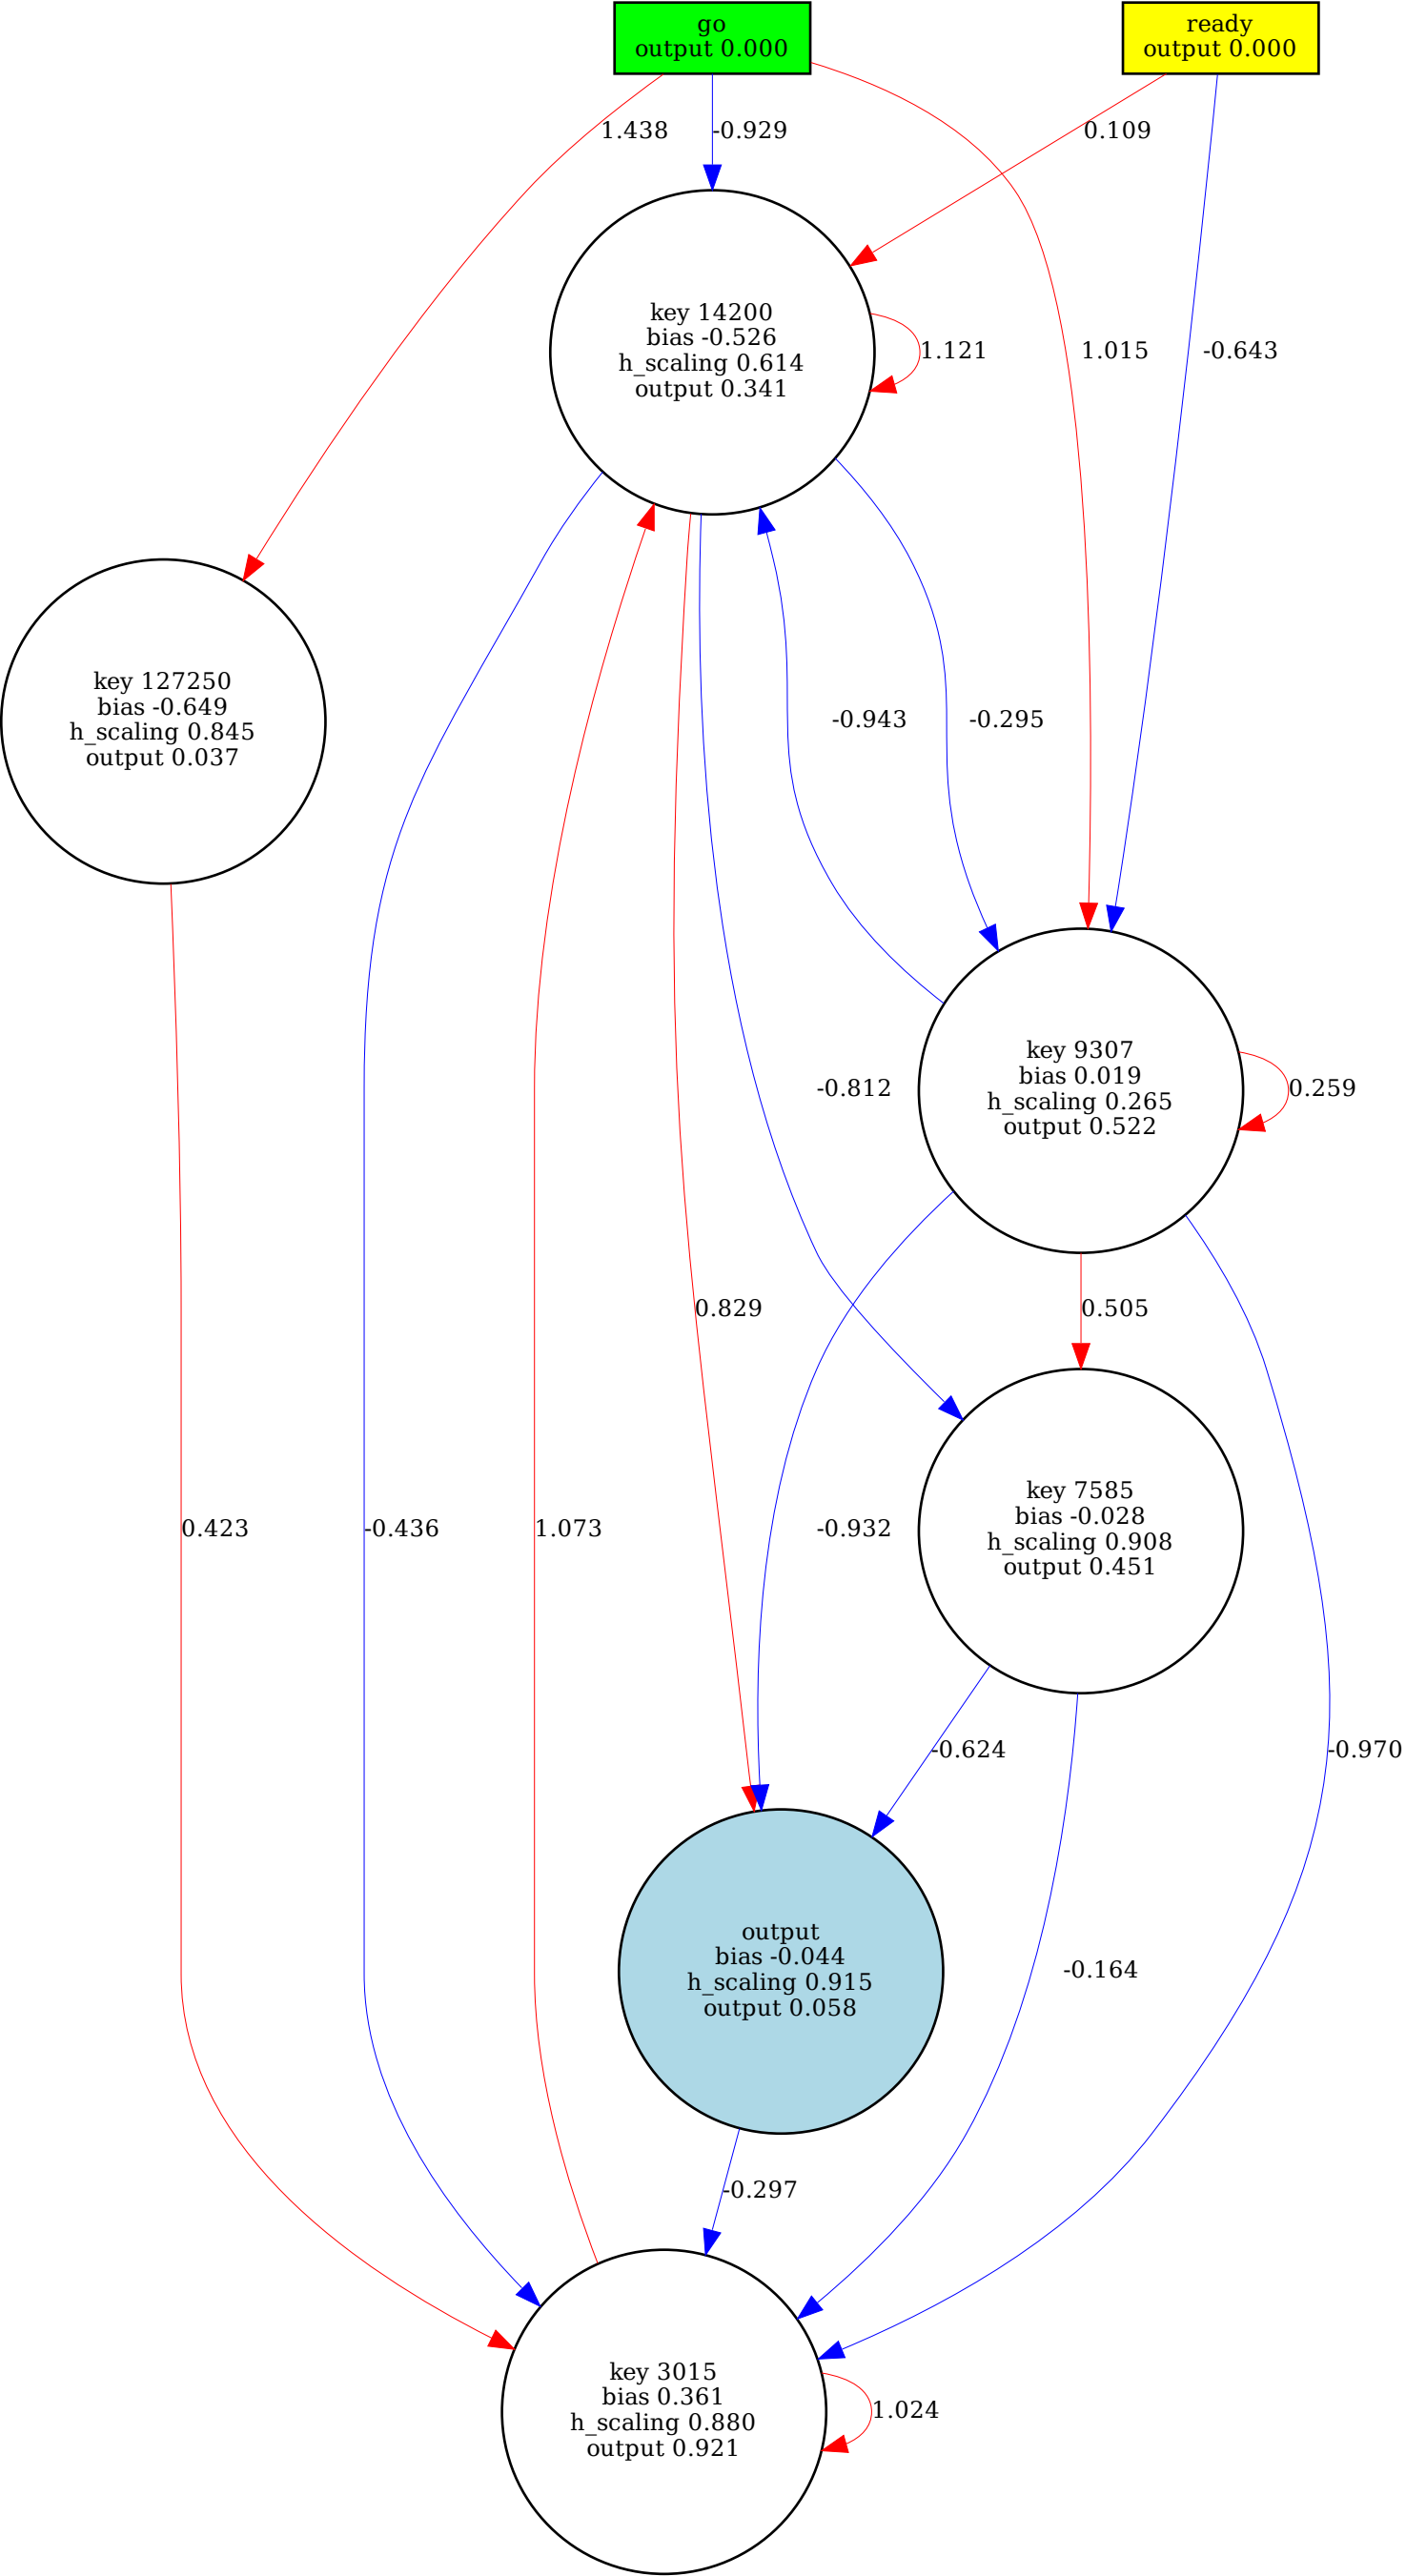 go
output 0.000
ready
output 0.000
1.438
-0.929
0.109
key 14200
bias -0.526
h_scaling 0.614
output 0.341
1.121
1.015
-0.643
key 127250
bias -0.649
h_scaling 0.845
output 0.037
-0.943
-0.295
key 9307
bias 0.019
h_scaling 0.265
output 0.522
-0.812
0.259
0.829
0.505
key 7585
bias -0.028
h_scaling 0.908
output 0.451
0.423
-0.436
1.073
-0.932
-0.624
-0.970
output
bias -0.044
h_scaling 0.915
output 0.058
-0.164
-0.297
key 3015
bias 0.361
h_scaling 0.880
output 0.921
1.024